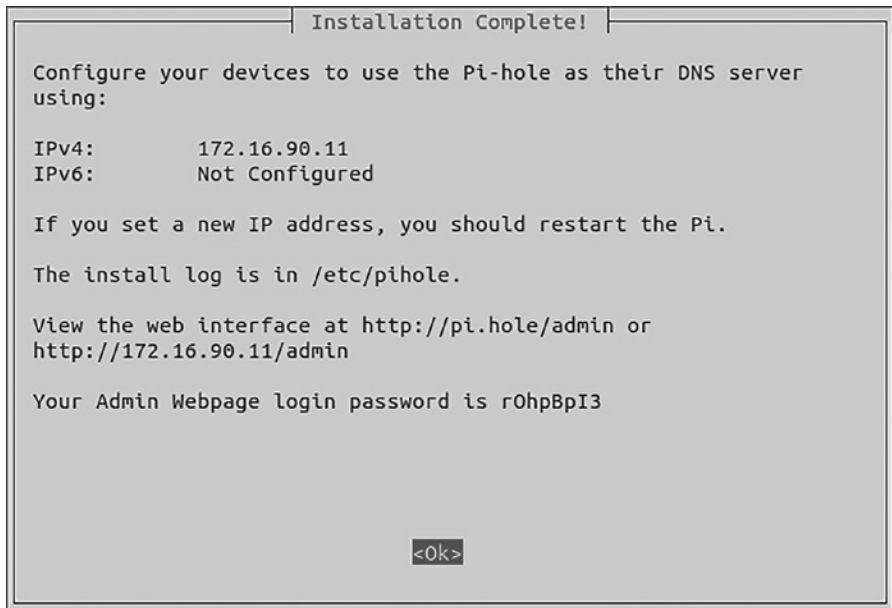 Installation Complete!
Configure your devices to use the Pi-hole as their DNS server
using:
IPv4: 172.16.90.11
IPv6: Not Configured
If you set a new IP address, you should restart the Pi.
The install log is in /etc/pihole.
View the web interface at http://pi.hole/admin or
http://172.16.90.11/admin
Your Admin Webpage login password is rOhpBpI3
<Ok>